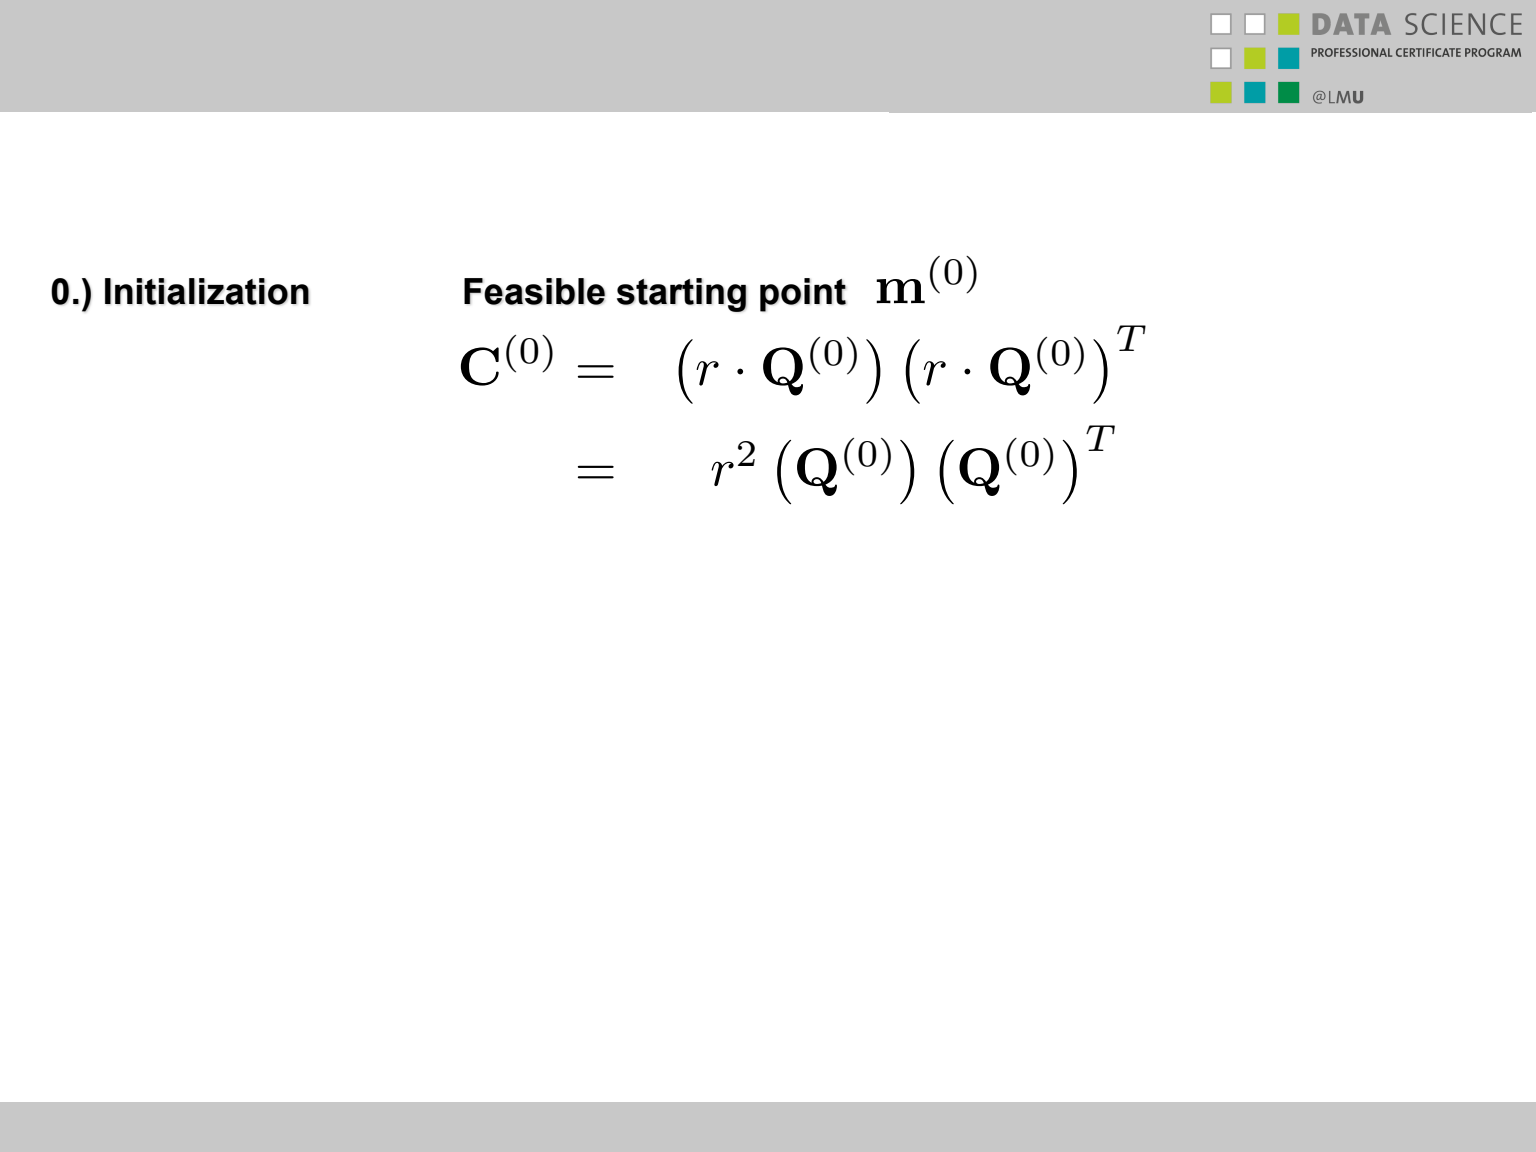 DATA SCIENCE
PROFESSIONAL CERTIFICATE PROGRAM
@LMU
0.) Initialization Feasible starting point m^(0)
C^(0) = (r · Q^(0)) (r · Q^(0))^T
= r^2 (Q^(0)) (Q^(0))^T